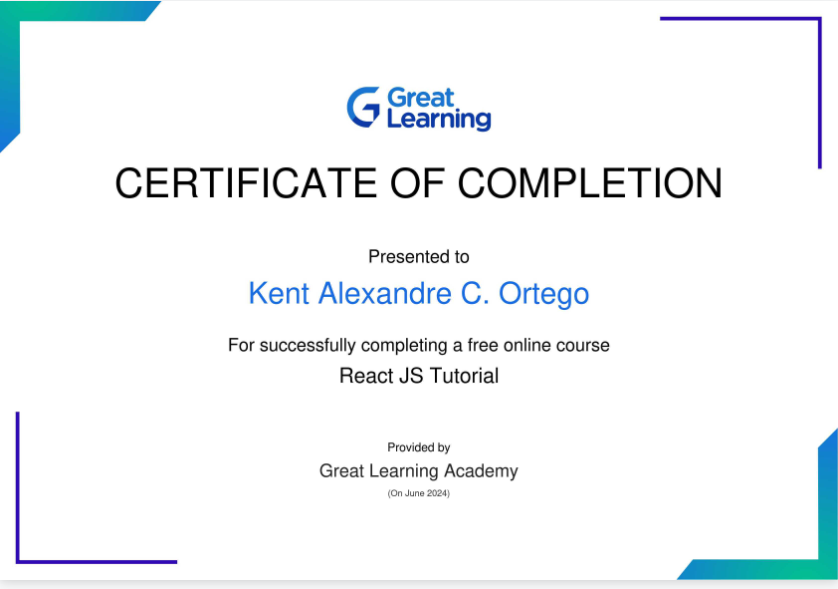 Great
Learning
CERTIFICATE OF COMPLETION
Presented to
Kent Alexandre C. Ortego
For successfully completing a free online course
React JS Tutorial
Provided by
Great Learning Academy
(On June 2024)